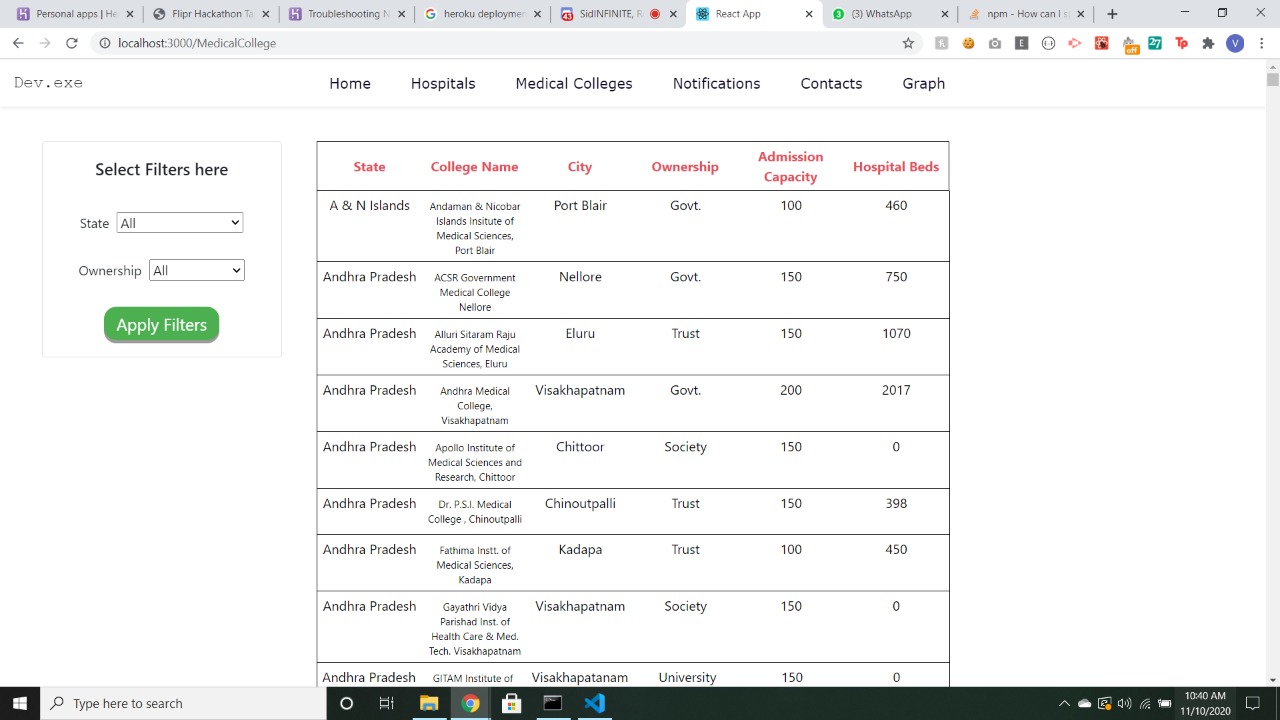 Personal apps | He
Flipr Hackathon Ta
Troubleshooting N
heroku deploymen
SidINFINITE, R
React App
(3) WhatsApp
npm - How can I sp
localhost:3000/MedicalCollege
Dev.exe
Home Hospitals Medical Colleges Notifications Contacts Graph
Select Filters here
State All
Ownership All
Apply Filters
State College Name City Ownership Admission Capacity Hospital Beds
A & N Islands Andaman & Nicobar Islands Insitute of Medical Sciences, Port Blair Port Blair Govt. 100 460
Andhra Pradesh ACSR Government Medical College Nellore Nellore Govt. 150 750
Andhra Pradesh Alluri Sitaram Raju Academy of Medical Sciences, Eluru Eluru Trust 150 1070
Andhra Pradesh Andhra Medical College, Visakhapatnam Visakhapatnam Govt. 200 2017
Andhra Pradesh Apollo Institute of Medical Sciences and Research, Chittoor Chittoor Society 150 0
Andhra Pradesh Dr. P.S.I. Medical College , Chinoutpalli Chinoutpalli Trust 150 398
Andhra Pradesh Fathima Instt. of Medical Sciences, Kadapa Kadapa Trust 100 450
Andhra Pradesh Gayathri Vidya Parishad Inst. of Health Care & Med. Tech. Visakhapatnam Visakhapatnam Society 150 0
Andhra Pradesh GITAM Institute of Visakhapatanam University 150 0
Type here to search
10:40 AM
11/10/2020